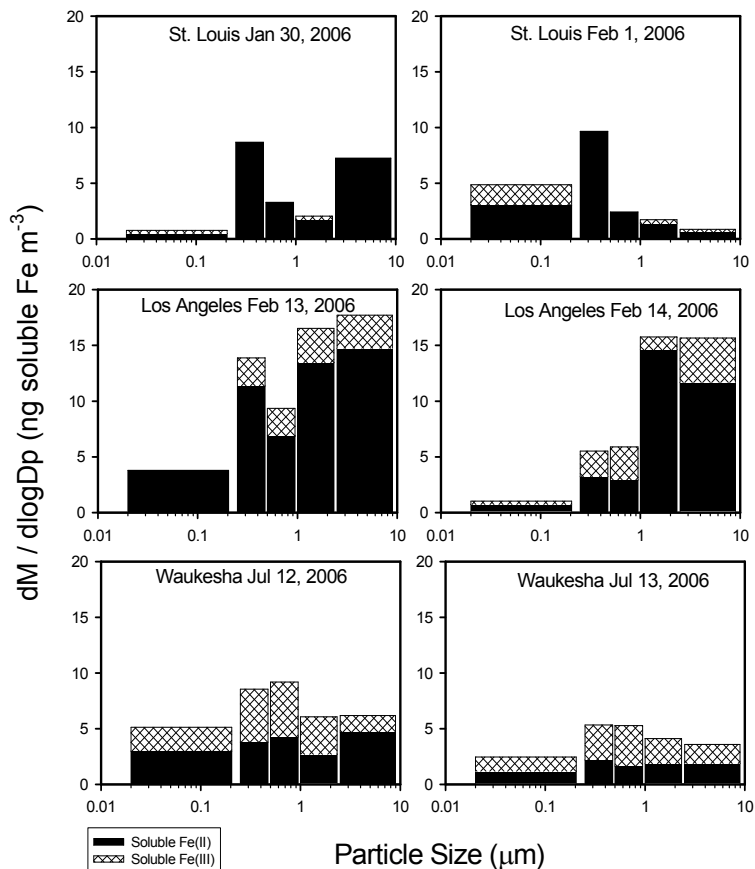 dM / dlogDp (ng soluble Fe m-3)
St. Louis Jan 30, 2006
20
15
10
5
0
0.01 0.1 1 10
St. Louis Feb 1, 2006
20
15
10
5
0
0.01 0.1 1 10
Los Angeles Feb 13, 2006
20
15
10
5
0
0.01 0.1 1 10
Los Angeles Feb 14, 2006
20
15
10
5
0
0.01 0.1 1 10
Waukesha Jul 12, 2006
20
15
10
5
0
0.01 0.1 1 10
Waukesha Jul 13, 2006
20
15
10
5
0
0.01 0.1 1 10
Soluble Fe(II)
Soluble Fe(III)
Particle Size (μm)